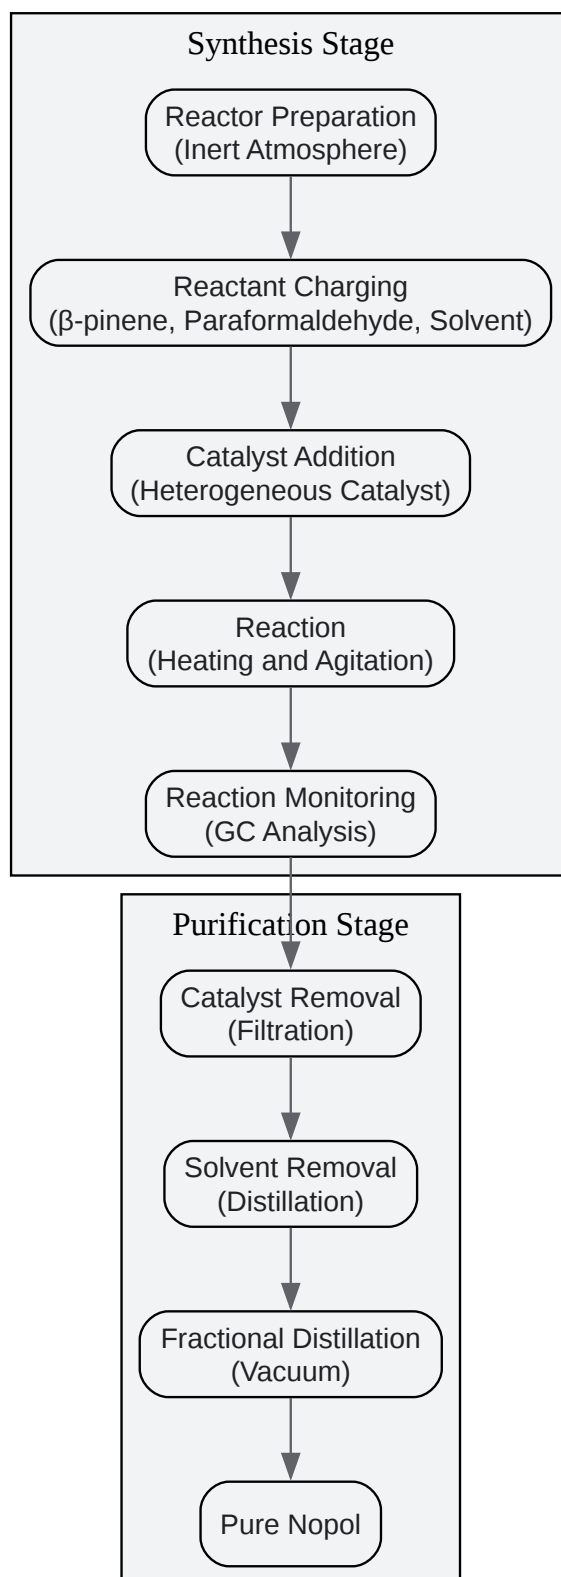 Synthesis Stage
Reactor Preparation
(Inert Atmosphere)
Reactant Charging
(β-pinene, Paraformaldehyde, Solvent)
Catalyst Addition
(Heterogeneous Catalyst)
Reaction
(Heating and Agitation)
Reaction Monitoring
(GC Analysis)
Purification Stage
Catalyst Removal
(Filtration)
Solvent Removal
(Distillation)
Fractional Distillation
(Vacuum)
Pure Nopol